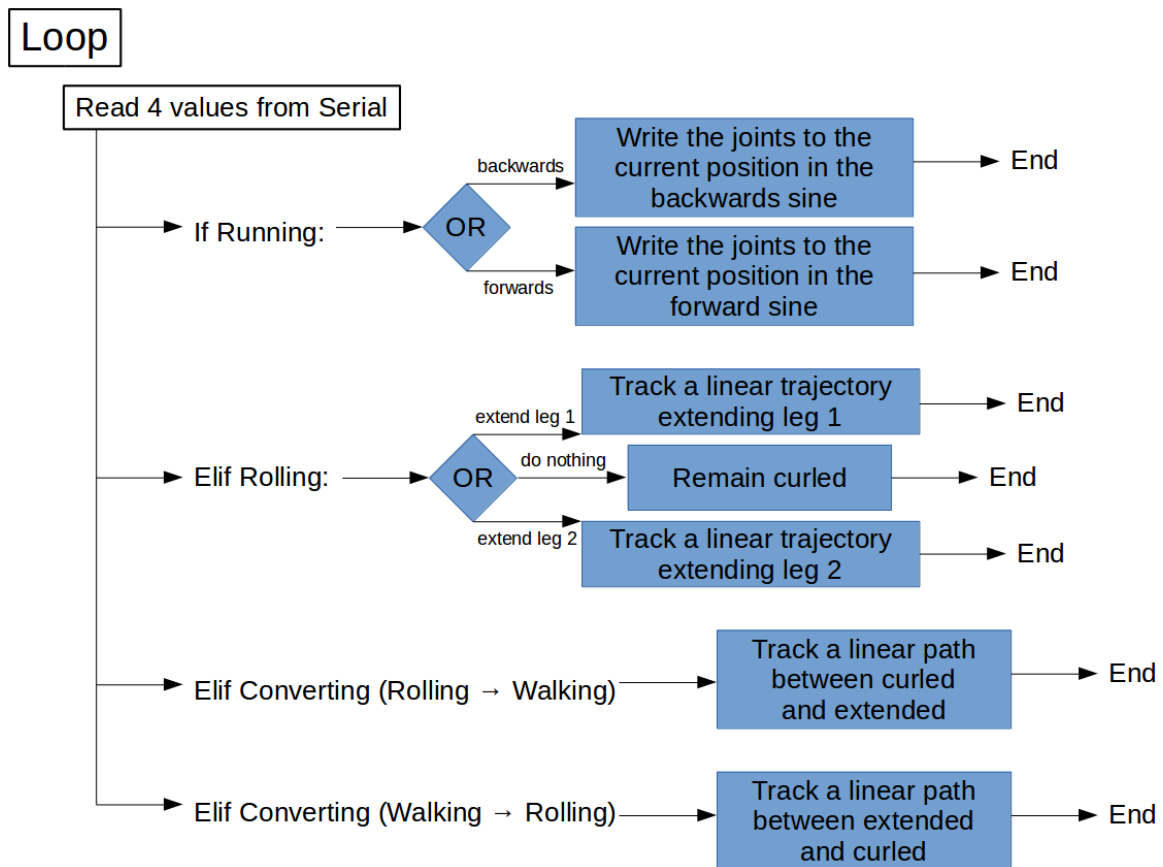 Loop
Read 4 values from Serial
If Running:
OR
backwards
Write the joints to the
current position in the
backwards sine
End
forwards
Write the joints to the
current position in the
forward sine
End
Elif Rolling:
OR
extend leg 1
Track a linear trajectory
extending leg 1
End
do nothing
Remain curled
End
extend leg 2
Track a linear trajectory
extending leg 2
End
Elif Converting (Rolling → Walking)
Track a linear path
between curled
and extended
End
Elif Converting (Walking → Rolling)
Track a linear path
between extended
and curled
End